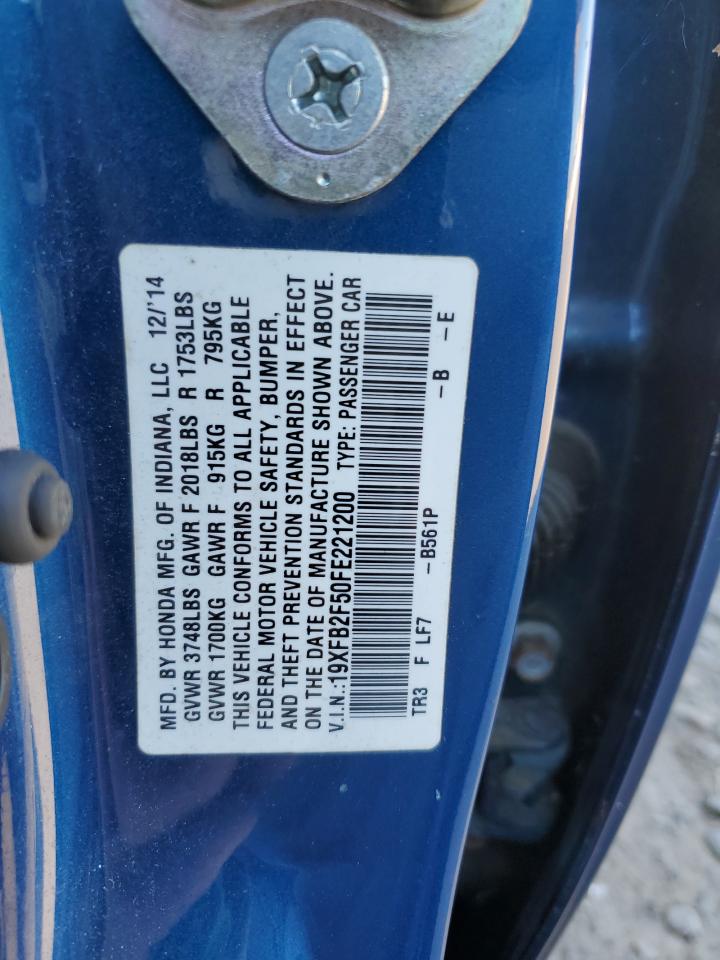 MFD. BY HONDA MFG. OF INDIANA, LLC 12/'14
GVWR 3748LBS GAWR F 2018LBS R 1753LBS
GVWR 1700KG GAWR F 915KG R 795KG
THIS VEHICLE CONFORMS TO ALL APPLICABLE
FEDERAL MOTOR VEHICLE SAFETY, BUMPER,
AND THEFT PREVENTION STANDARDS IN EFFECT
ON THE DATE OF MANUFACTURE SHOWN ABOVE.
V.I.N.:19XFB2F50FE221200 TYPE: PASSENGER CAR
TR3 F LF7 -B561P -B -E